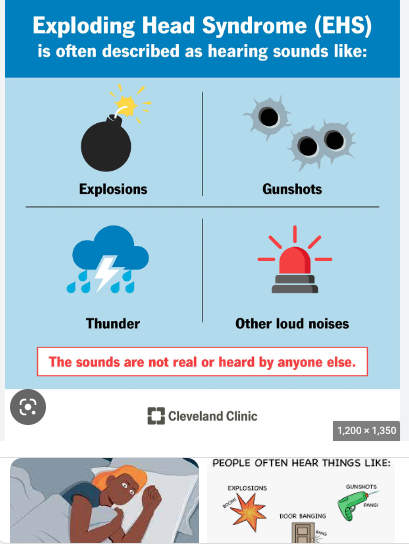 Exploding Head Syndrome (EHS)
is often described as hearing sounds like:
Explosions
Gunshots
Thunder
Other loud noises
The sounds are not real or heard by anyone else.
Cleveland Clinic
1,200 × 1,350
PEOPLE OFTEN HEAR THINGS LIKE:
EXPLOSIONS
BOOM!
GUNSHOTS
PANG!
DOOR BANGING
BANG